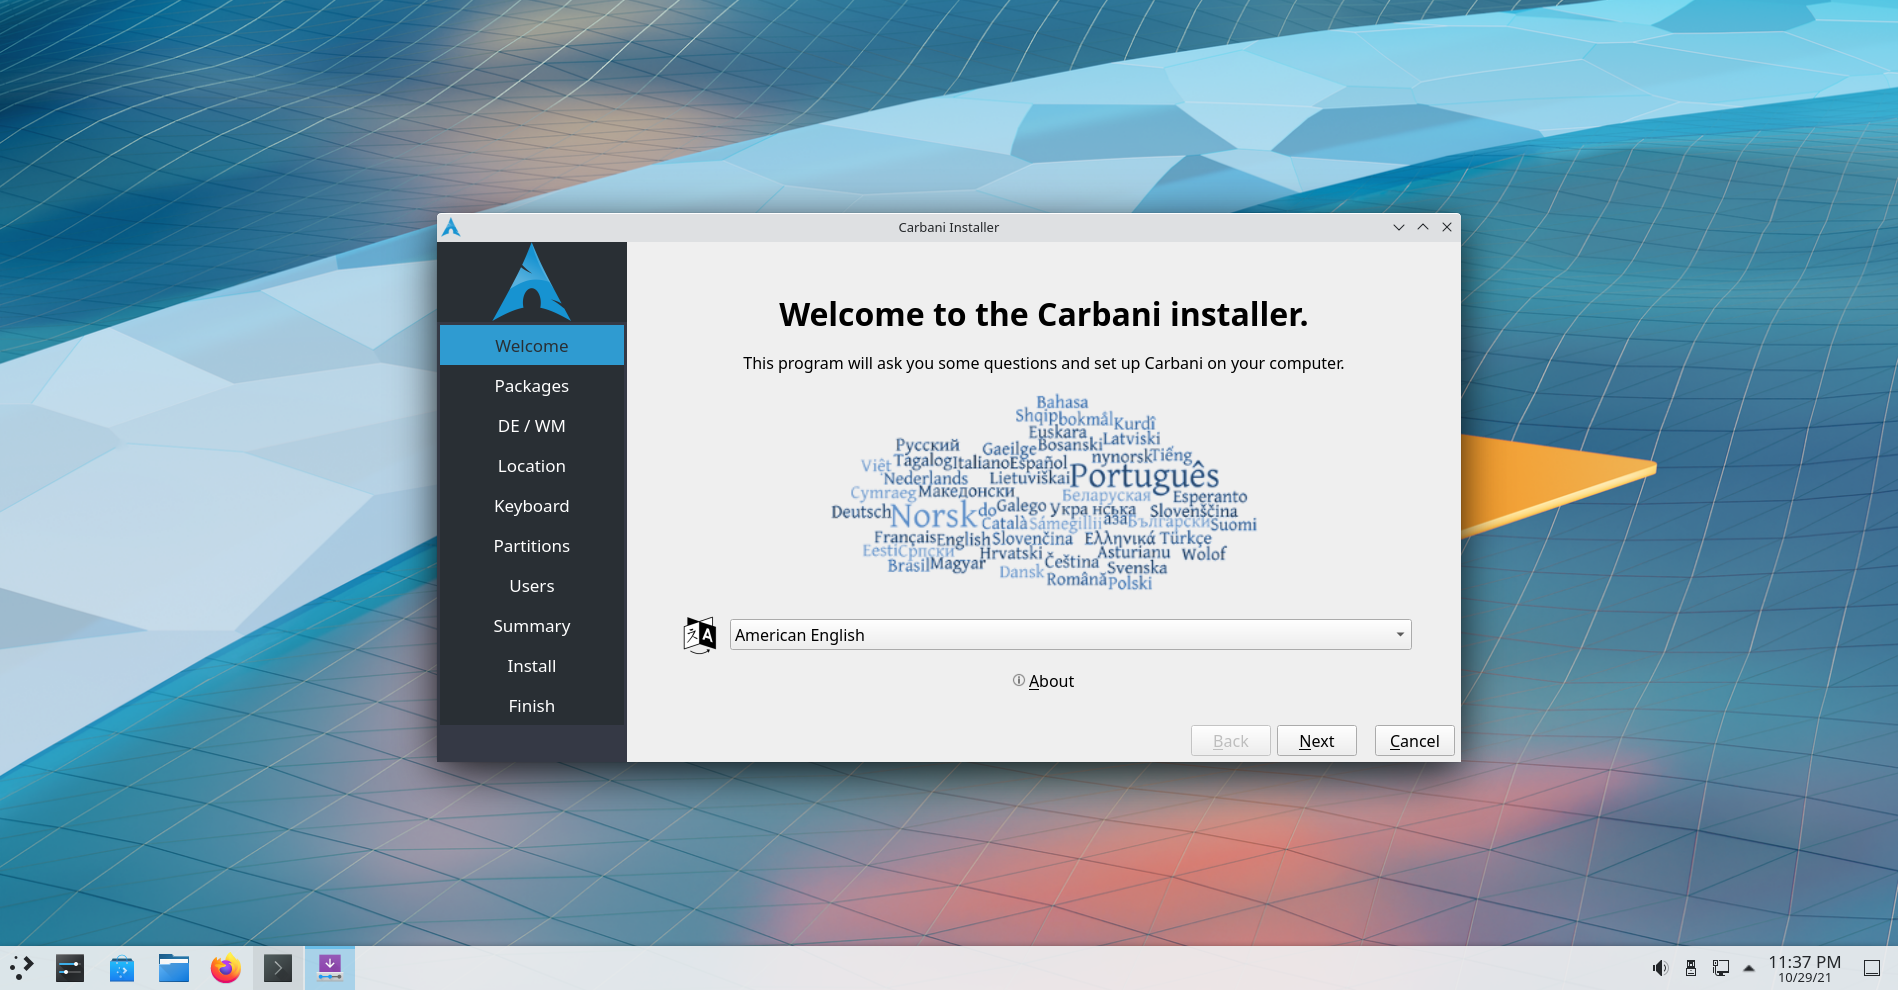 Carbani Installer
Welcome
Packages
DE / WM
Location
Keyboard
Partitions
Users
Summary
Install
Finish
Welcome to the Carbani installer.
This program will ask you some questions and set up Carbani on your computer.
Bahasa
Shqip bokmål Kurdî
Euskara Latviski
Русский Gaeilge Bosanski
Việt Tagalog Italiano Español nynorsk Tiếng
Nederlands Lietuviškai Português
Cymraeg Македонски Беларуская Esperanto
Deutsch Norsk do Galego Укра нська Slovenščina
Català Sámegillii аза Български Suomi
Français English Slovenčina Ελληνικά Türkçe
Eesti Српски Hrvatski Asturianu Wolof
Brasil Magyar Čeština Svenska
Dansk Română Polski
American English
About
Back Next Cancel
11:37 PM
10/29/21